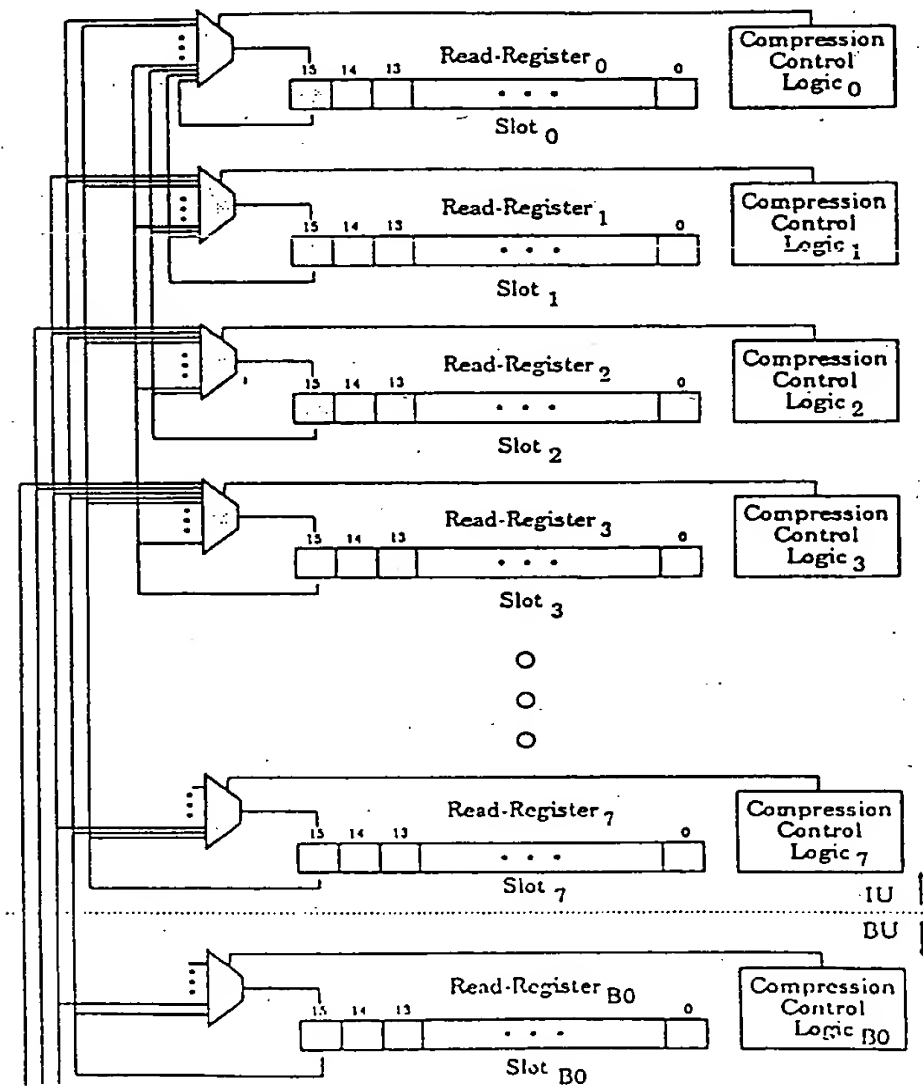 Read-Register 0
15 14 13 0
Slot 0
Compression
Control
Logic 0
Read-Register 1
15 14 13 0
Slot 1
Compression
Control
Logic 1
Read-Register 2
15 14 13 0
Slot 2
Compression
Control
Logic 2
Read-Register 3
15 14 13 0
Slot 3
Compression
Control
Logic 3
Read-Register 7
15 14 13 0
Slot 7
Compression
Control
Logic 7
IU
BU
Read-Register B0
15 14 13 0
Slot B0
Compression
Control
Logic B0